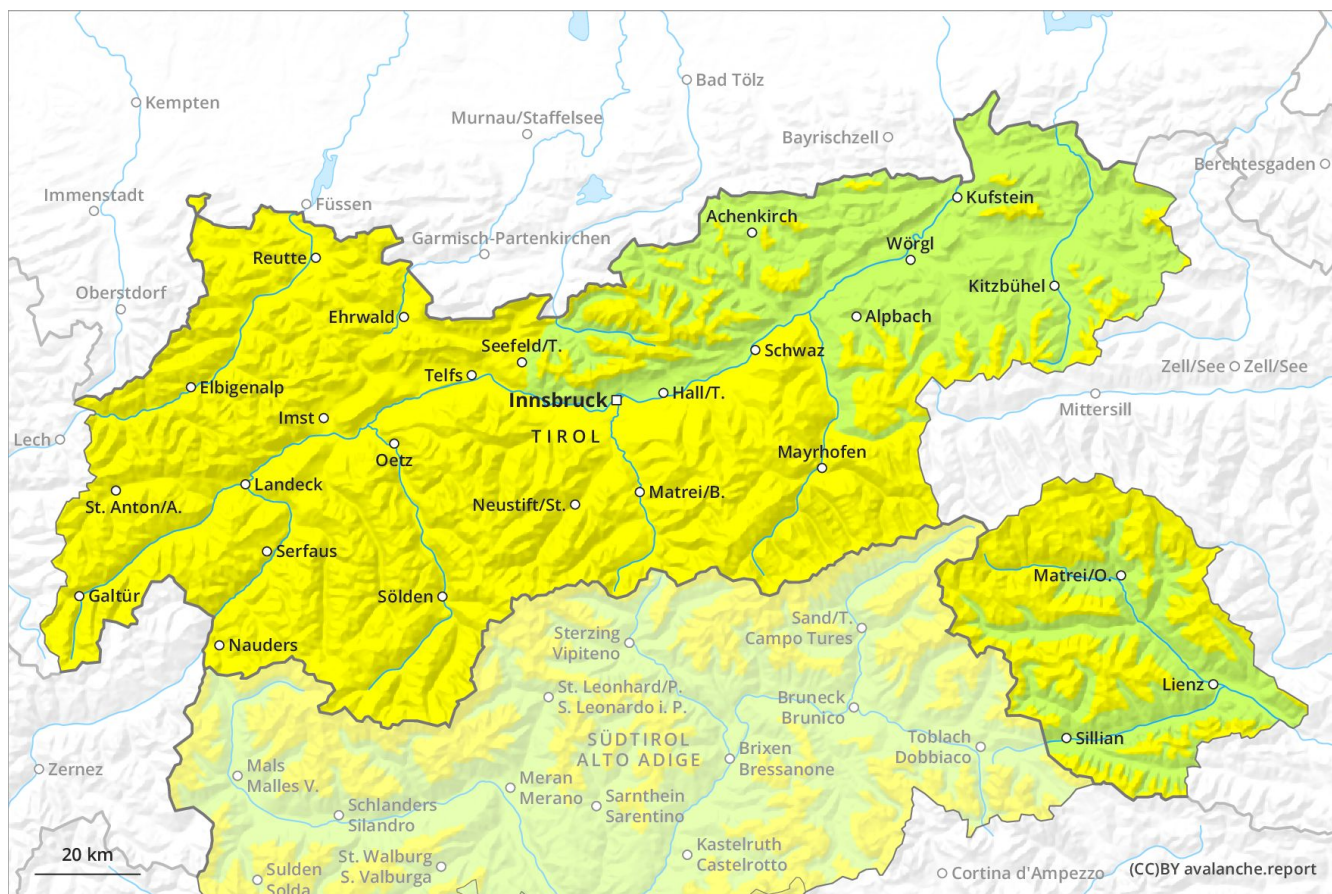 Kempten
Bad Tölz
Murnau/Staffelsee
Bayrischzell
Berchtesgaden
Immenstadt
Füssen
Kufstein
Achenkirch
Garmisch-Partenkirchen
Wörgl
Reutte
Oberstdorf
Kitzbühel
Ehrwald
Alpbach
Seefeld/T.
Schwaz
Zell/See
Zell/See
Telfs
Elbigenalp
Innsbruck
Hall/T.
Mittersill
Imst
Lech
TIROL
Oetz
Mayrhofen
Landeck
St. Anton/A.
Neustift/St.
Matrei/B.
Serfaus
Matrei/O.
Galtür
Sölden
Sand/T.
Campo Tures
Sterzing
Vipiteno
Nauders
Lienz
St. Leonhard/P.
S. Leonardo i. P.
Bruneck
Brunico
SÜDTIROL
ALTO ADIGE
Toblach
Dobbiaco
Sillian
Brixen
Bressanone
Zernez
Mals
Malles V.
Meran
Merano
Sarnthein
Sarentino
Schlanders
Silandro
Kastelruth
Castelrotto
20 km
St. Walburg
S. Valburga
Sulden
Solda
Cortina d'Ampezzo
(CC)BY avalanche.report